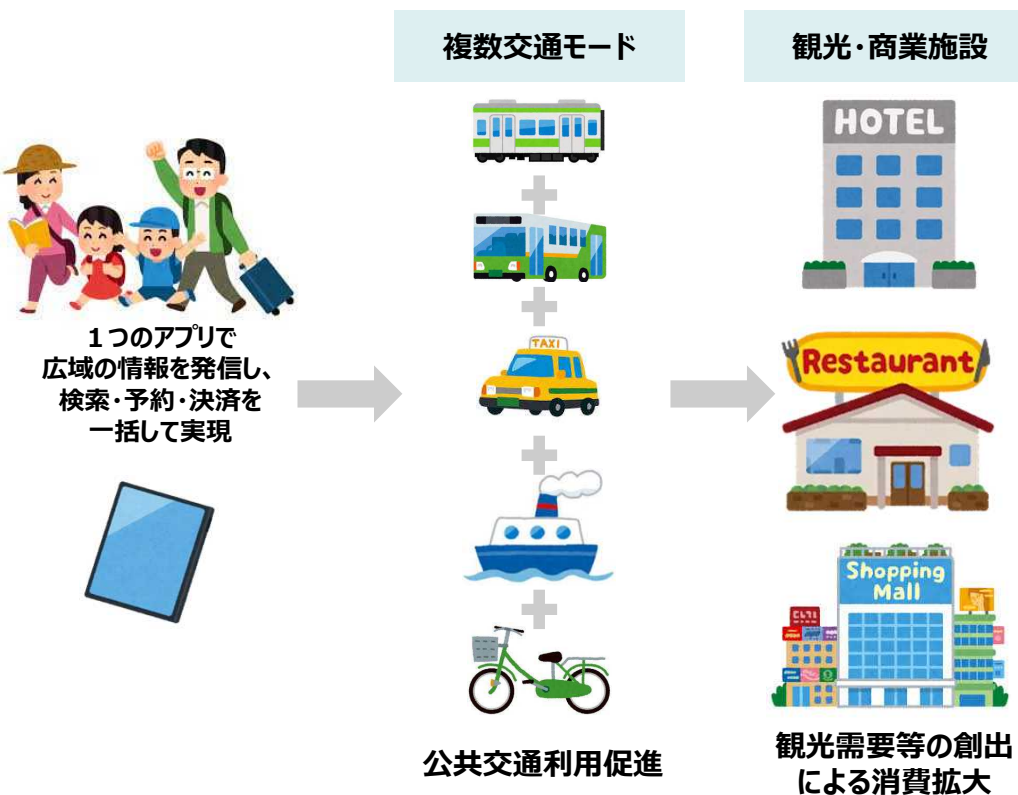 複数交通モード
観光・商業施設
HOTEL
TAXI
１つのアプリで
広域の情報を発信し、
検索・予約・決済を
一括して実現
Restaurant
Shopping
Mall
公共交通利用促進
観光需要等の創出
による消費拡大